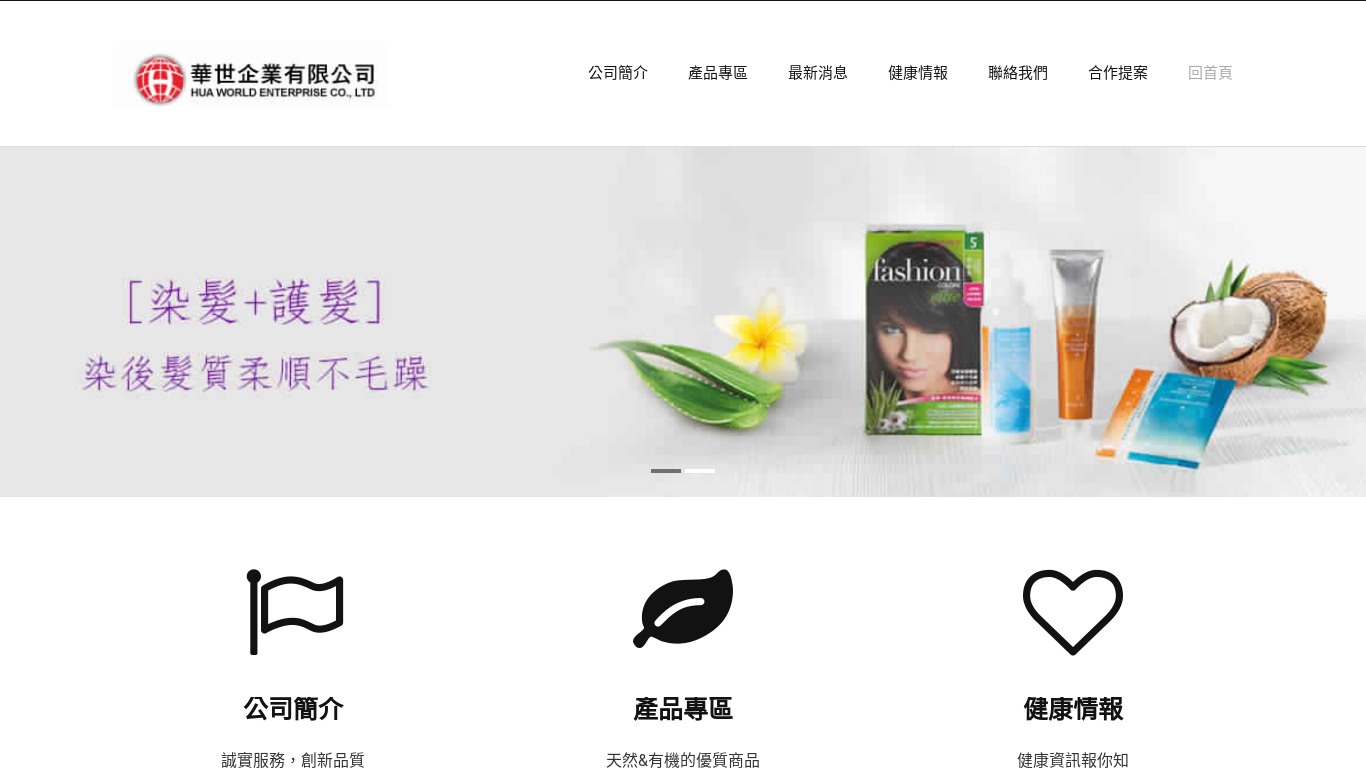 華世企業有限公司
HUA WORLD ENTERPRISE CO., LTD
公司簡介
產品專區
最新消息
健康情報
聯絡我們
合作提案
回首頁
[染髮+護髮]
染後髮質柔順不毛躁
5
fashion
公司簡介
產品專區
健康情報
誠實服務，創新品質
天然&有機的優質商品
健康資訊報你知